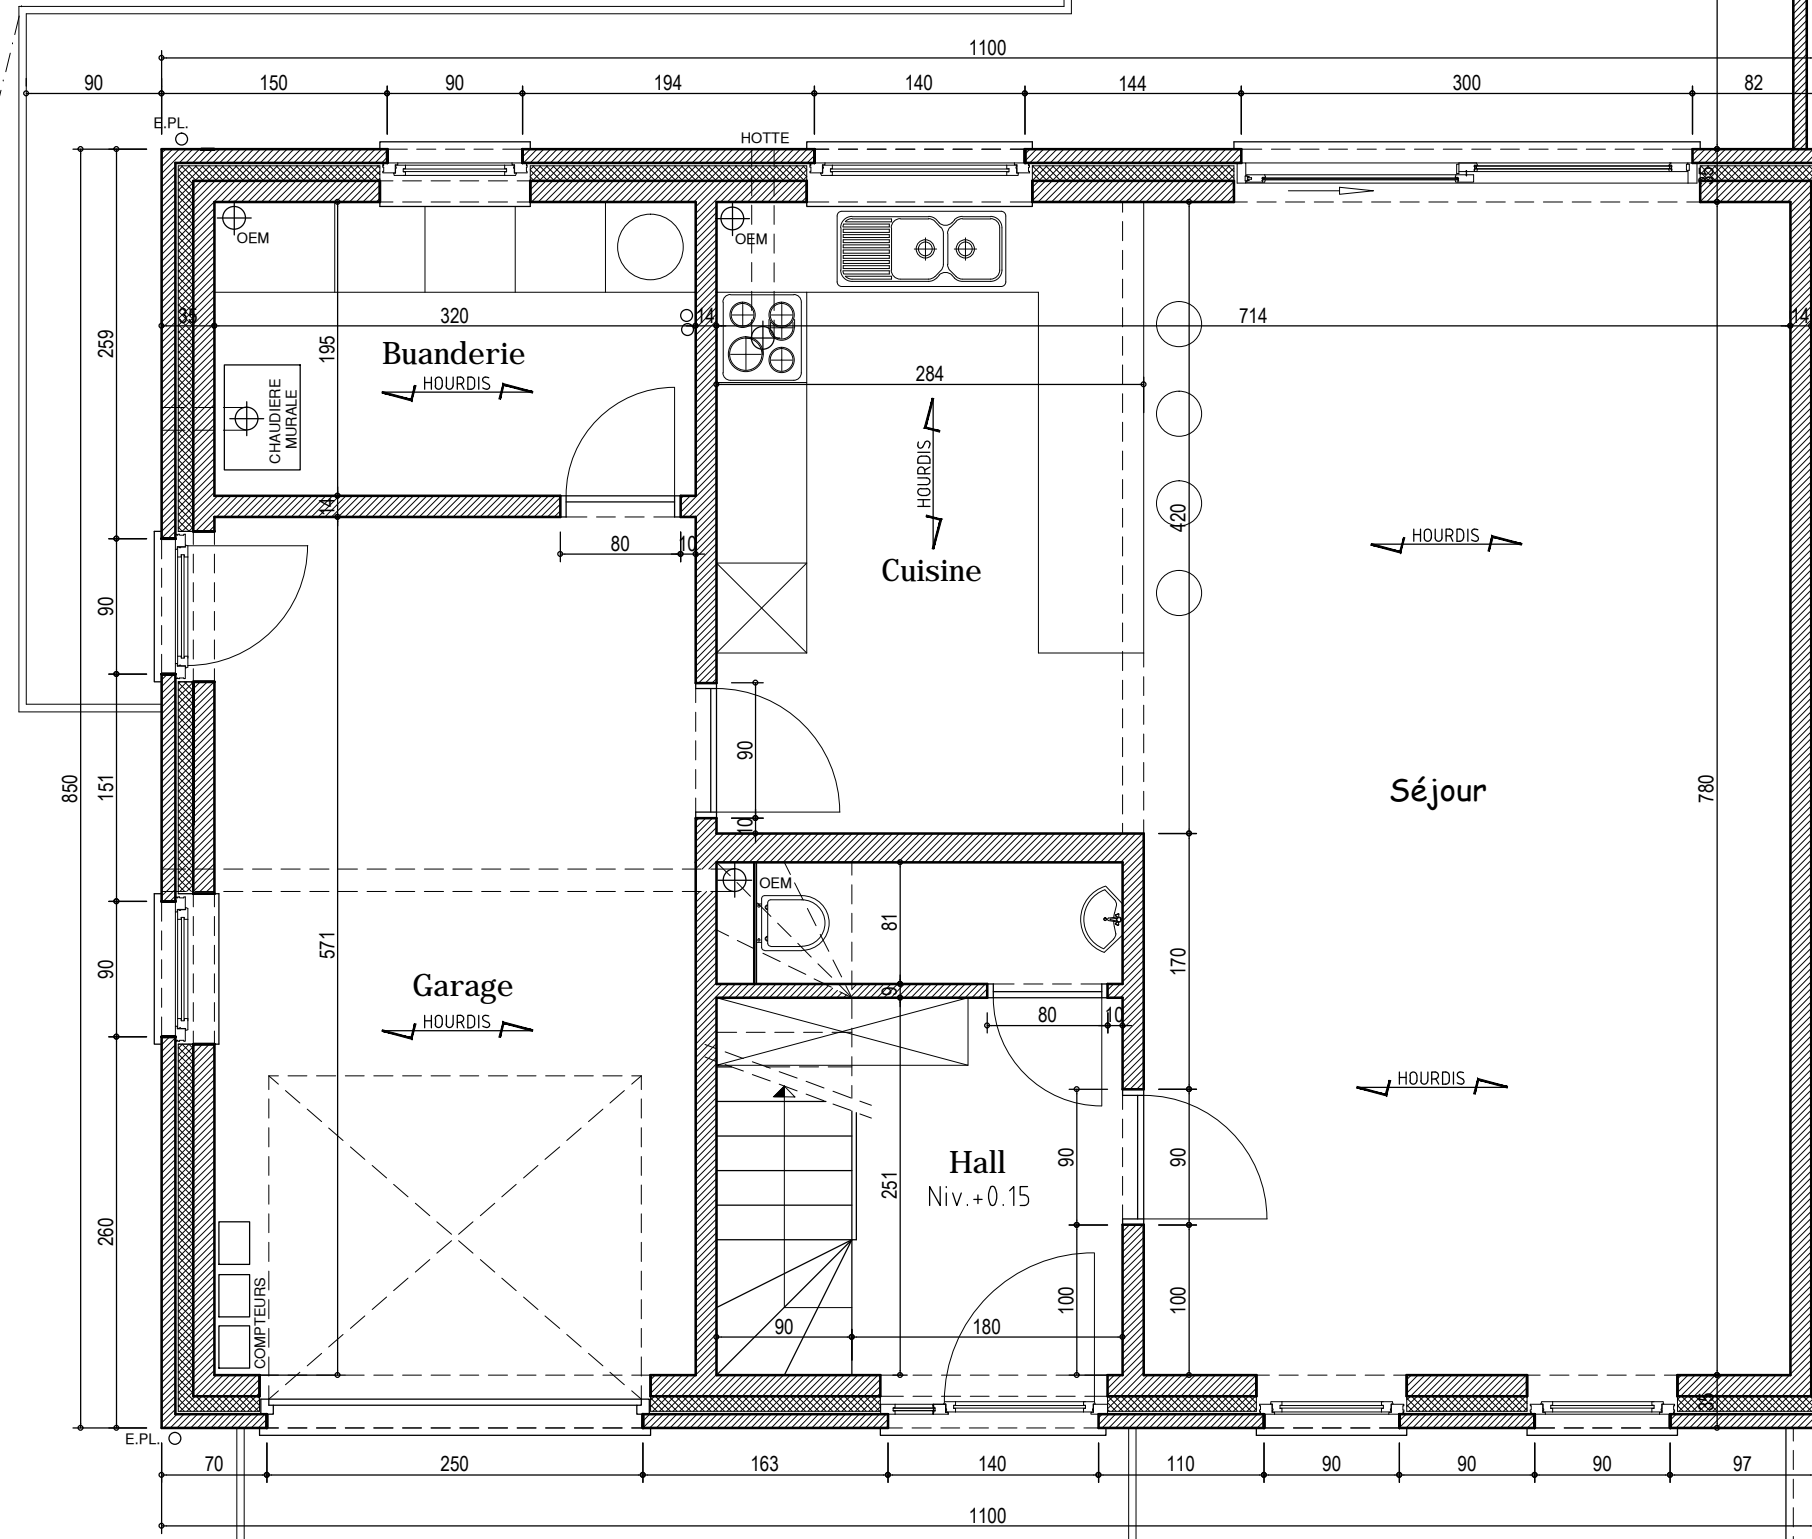 1100
90 150 90 194 140 144 300 82
E.PL.
HOTTE
35
OEM
OEM
35 320 14 714 14
259
195
Buanderie
HOURDIS
284
CHAUDIERE
MURALE
HOURDIS
14
420
80 10
HOURDIS
Cuisine
90
90
10
850
151
Séjour
780
OEM
81
170
571
90
Garage
HOURDIS
9
80 10
HOURDIS
Hall
Niv.+0.15
251
90
90
260
COMPTEURS
100
100
90 180
35
E.PL.
70 250 163 140 110 90 90 90 97
1100